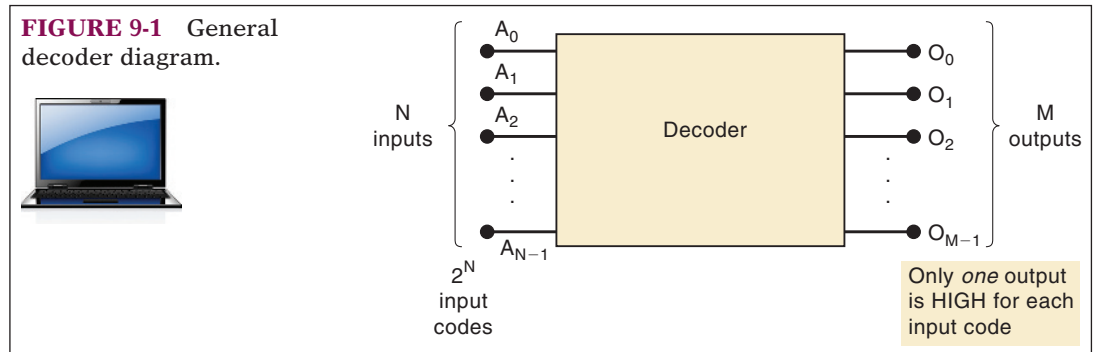 FIGURE 9-1 General
decoder diagram.
N
inputs
A0
A1
A2
.
.
.
AN−1
2N
input
codes
Decoder
O0
O1
O2
.
.
.
OM−1
M
outputs
Only one output
is HIGH for each
input code